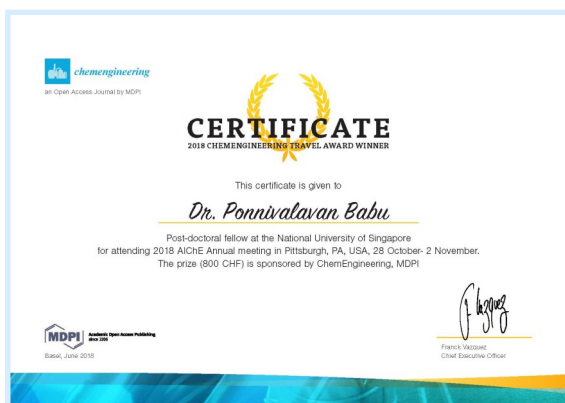 chemengineering
an Open Access Journal by MDPI
CERTIFICATE
2018 CHEMENGINEERING TRAVEL AWARD WINNER
This certificate is given to
Dr. Ponnivalavan Babu
Post-doctoral fellow at the National University of Singapore
for attending 2018 AIChE Annual meeting in Pittsburgh, PA, USA, 28 October- 2 November.
The prize (800 CHF) is sponsored by ChemEngineering, MDPI
F Vazquez
MDPI Academic Open Access Publishing
since 1996
Basel, June 2018
Franck Vazquez
Chief Executive Officer